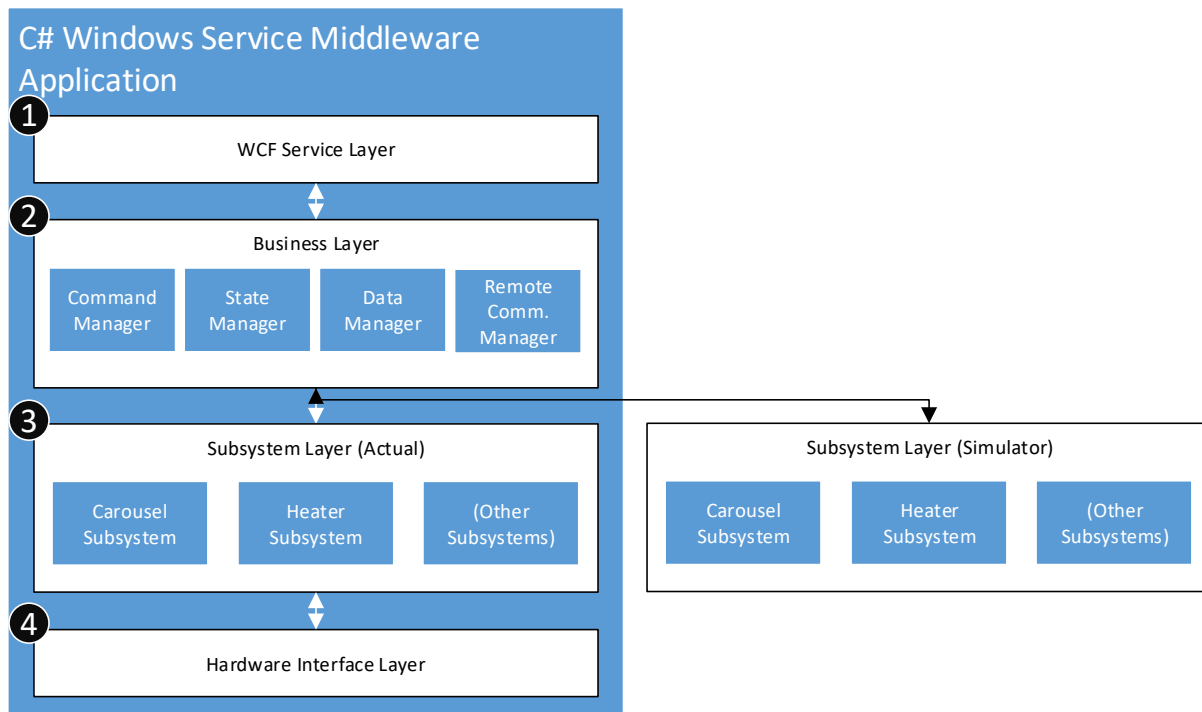 C# Windows Service Middleware
Application
1
WCF Service Layer
2
Business Layer
Command
Manager
State
Manager
Data
Manager
Remote
Comm.
Manager
3
Subsystem Layer (Actual)
Carousel
Subsystem
Heater
Subsystem
(Other
Subsystems)
Subsystem Layer (Simulator)
Carousel
Subsystem
Heater
Subsystem
(Other
Subsystems)
4
Hardware Interface Layer